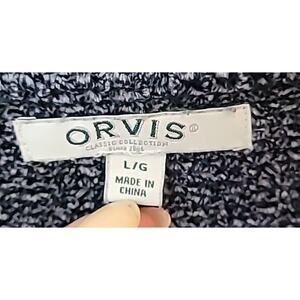 ORVIS®
CLASSIC COLLECTION
SINCE 1856
L/G
MADE IN
CHINA